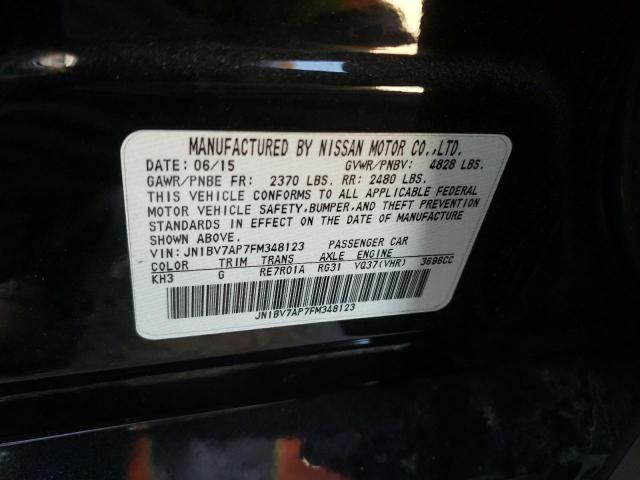 MANUFACTURED BY NISSAN MOTOR CO.,LTD.
DATE: 06/15 GVWR/PNBV: 4828 LBS.
GAWR/PNBE FR: 2370 LBS. RR: 2480 LBS.
THIS VEHICLE CONFORMS TO ALL APPLICABLE FEDERAL
MOTOR VEHICLE SAFETY, BUMPER, AND THEFT PREVENTION
STANDARDS IN EFFECT ON THE DATE OF MANUFACTURE
SHOWN ABOVE.
VIN: JN1BV7AP7FM348123 PASSENGER CAR
COLOR TRIM TRANS AXLE ENGINE
KH3 G RE7R01A RG31 VQ37(VHR) 3696CC
JN1BV7AP7FM348123